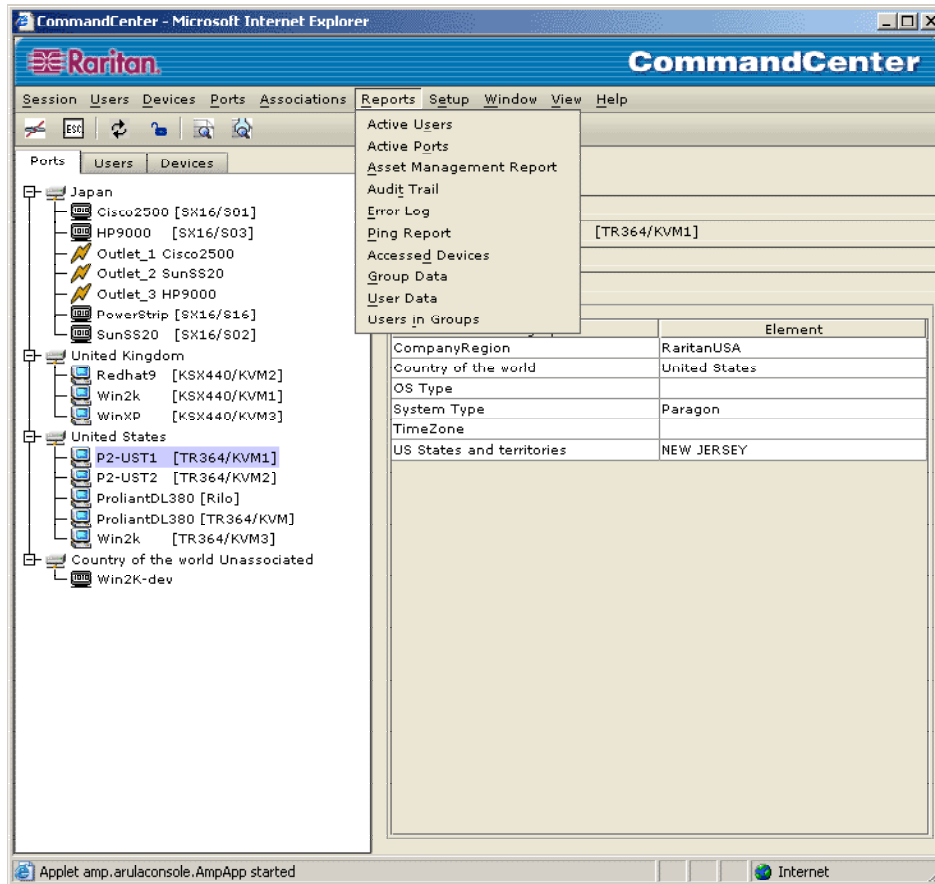 CommandCenter - Microsoft Internet Explorer
Raritan.
CommandCenter
Session Users Devices Ports Associations Reports Setup Window View Help
ESC
Ports Users Devices
Active Users
Active Ports
Asset Management Report
Audit Trail
Error Log
Ping Report
Accessed Devices
Group Data
User Data
Users in Groups
Japan
Cisco2500 [SX16/S01]
HP9000 [SX16/S03]
Outlet_1 Cisco2500
Outlet_2 SunSS20
Outlet_3 HP9000
PowerStrip [SX16/S16]
SunSS20 [SX16/S02]
United Kingdom
Redhat9 [KSX440/KVM2]
Win2k [KSX440/KVM1]
WinXP [KSX440/KVM3]
United States
P2-UST1 [TR364/KVM1]
P2-UST2 [TR364/KVM2]
ProliantDL380 [Rilo]
ProliantDL380 [TR364/KVM]
Win2k [TR364/KVM3]
Country of the world Unassociated
Win2K-dev
[TR364/KVM1]
Element
CompanyRegion RaritanUSA
Country of the world United States
OS Type
System Type Paragon
TimeZone
US States and territories NEW JERSEY
Applet amp.arulaconsole.AmpApp started
Internet